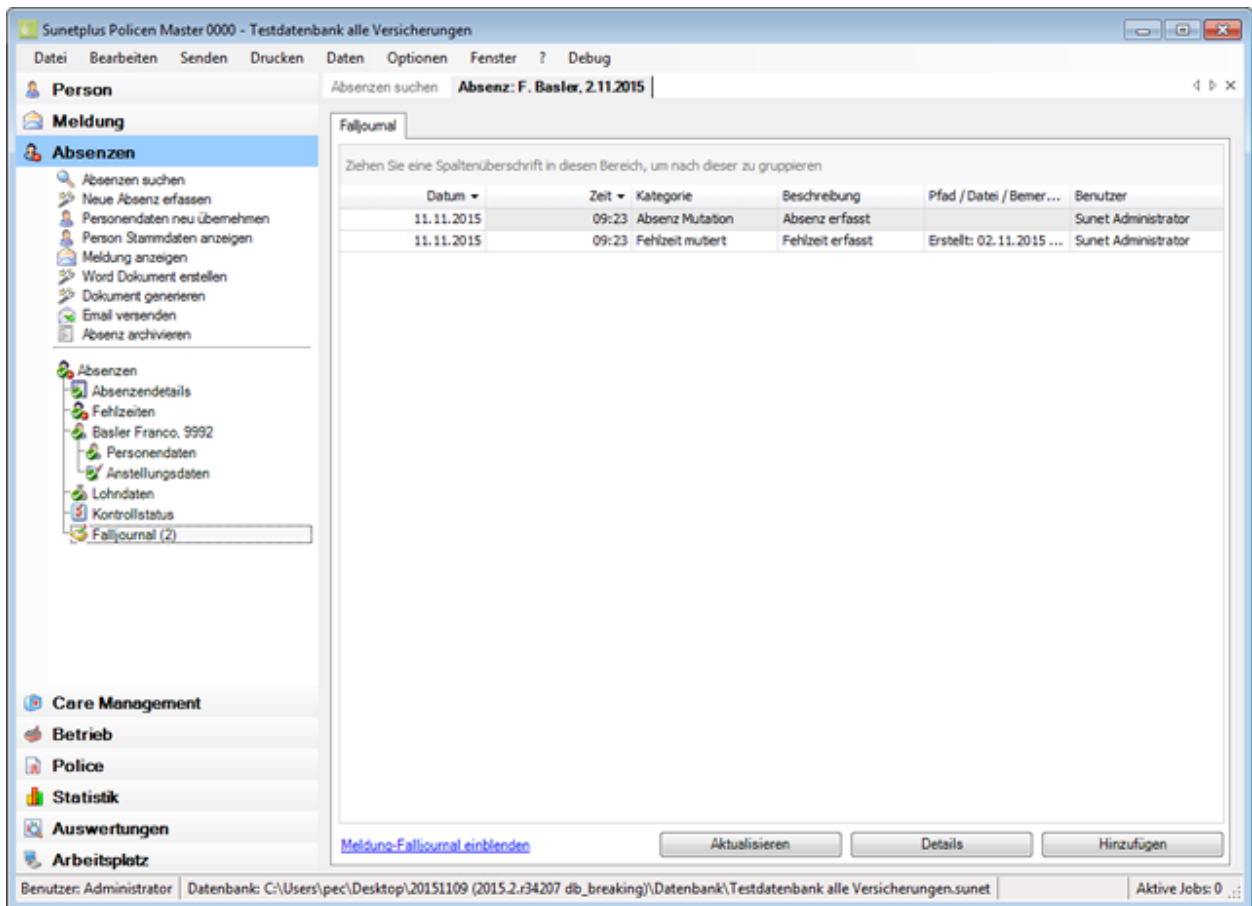 Sunetplus Policen Master 0000 - Testdatenbank alle Versicherungen
Datei Bearbeiten Senden Drucken Daten Optionen Fenster ? Debug
Person
Meldung
Absenzen
Absenzen suchen
Neue Absenz erfassen
Personendaten neu übernehmen
Person Stammdaten anzeigen
Meldung anzeigen
Word Dokument erstellen
Dokument generieren
Email versenden
Absenz archivieren
Absenzen
Absenzendetails
Fehlzeiten
Basler Franco, 9992
Personendaten
Anstellungsdaten
Lohndaten
Kontrollstatus
Falljournal (2)
Care Management
Betrieb
Police
Statistik
Auswertungen
Arbeitsplatz
Absenzen suchen Absenz: F. Basler, 2.11.2015
Falljournal
Ziehen Sie eine Spaltenüberschrift in diesen Bereich, um nach dieser zu gruppieren
Datum Zeit Kategorie Beschreibung Pfad / Datei / Bemer... Benutzer
11.11.2015 09:23 Absenz Mutation Absenz erfasst Sunet Administrator
11.11.2015 09:23 Fehlzeit mutiert Fehlzeit erfasst Erstellt: 02.11.2015 ... Sunet Administrator
Meldung-Falljournal einblenden Aktualisieren Details Hinzufügen
Benutzer: Administrator Datenbank: C:\Users\pec\Desktop\20151109 (2015.2.r34207 db_breaking)\Datenbank\Testdatenbank alle Versicherungen.sunet Aktive Jobs: 0